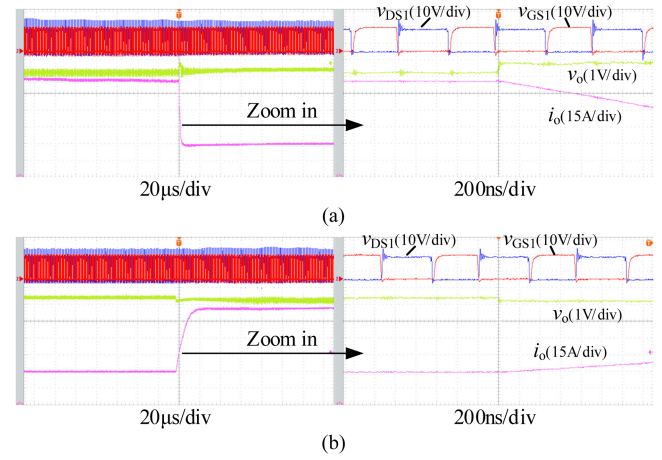 vDS1(10V/div) vGS1(10V/div)
vo(1V/div)
Zoom in
io(15A/div)
20μs/div 200ns/div
(a)
vDS1(10V/div) vGS1(10V/div)
vo(1V/div)
Zoom in
io(15A/div)
20μs/div 200ns/div
(b)